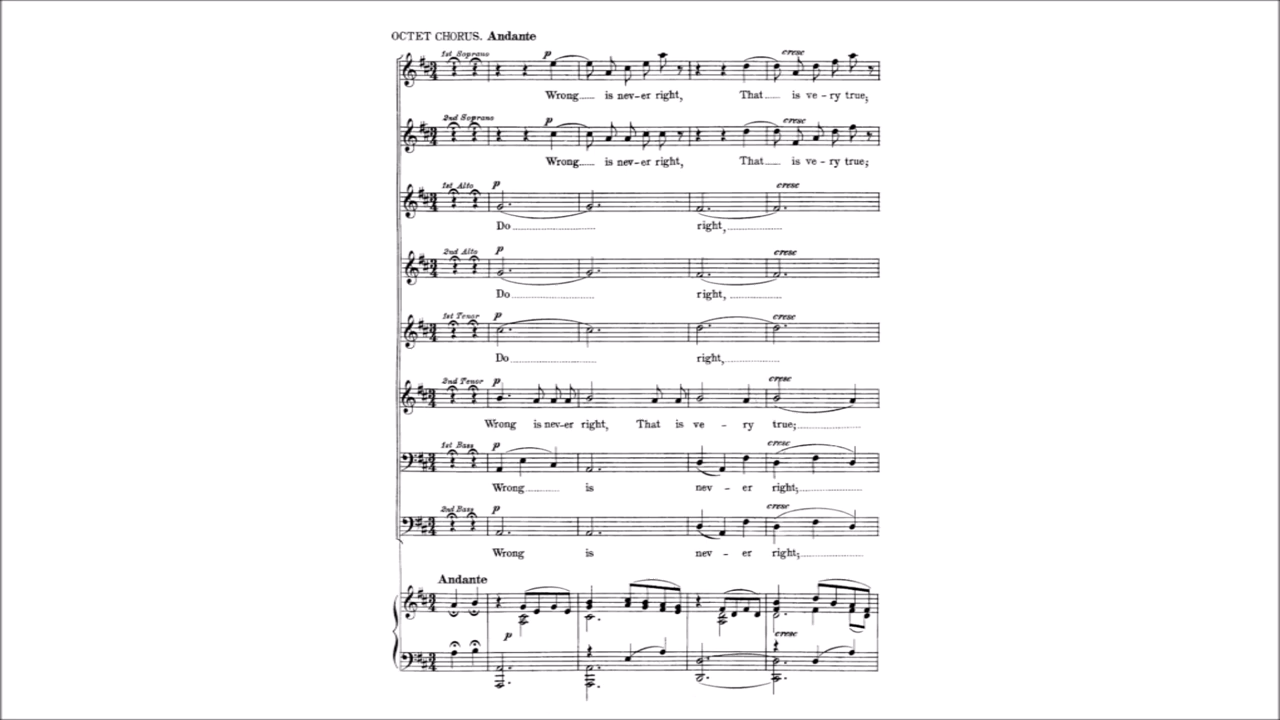 OCTET CHORUS. Andante
1st Soprano p cresc
Wrong is nev-er right, That is ve-ry true;
2nd Soprano p cresc
Wrong is nev-er right, That is ve-ry true;
1st Alto p cresc
Do right,
2nd Alto p cresc
Do right,
1st Tenor p cresc
Do right,
2nd Tenor p cresc
Wrong is nev-er right, That is ve - ry true;
1st Bass p cresc
Wrong is nev - er right;
2nd Bass p cresc
Wrong is nev - er right;
Andante
p cresc